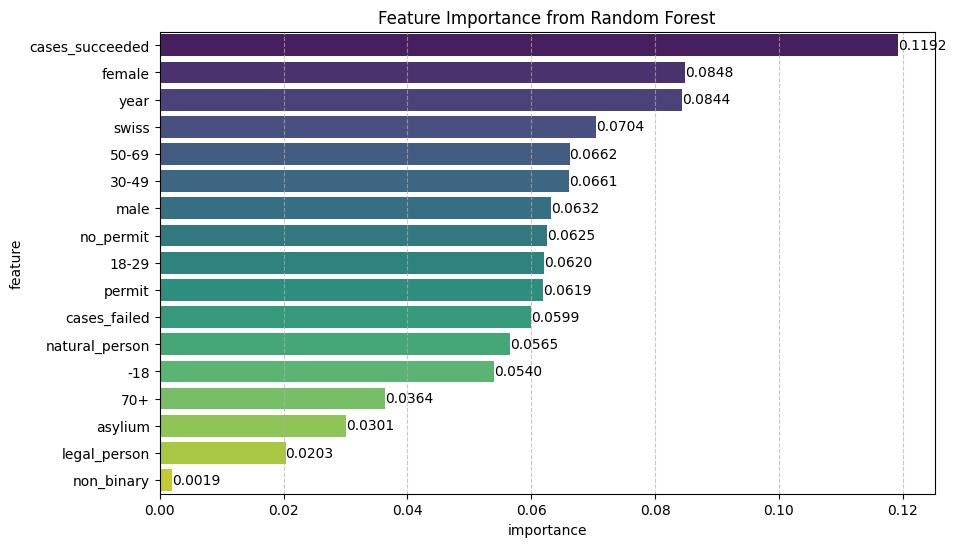 Feature Importance from Random Forest
feature
cases_succeeded 0.1192
female 0.0848
year 0.0844
swiss 0.0704
50-69 0.0662
30-49 0.0661
male 0.0632
no_permit 0.0625
18-29 0.0620
permit 0.0619
cases_failed 0.0599
natural_person 0.0565
-18 0.0540
70+ 0.0364
asylium 0.0301
legal_person 0.0203
non_binary 0.0019
0.00 0.02 0.04 0.06 0.08 0.10 0.12
importance